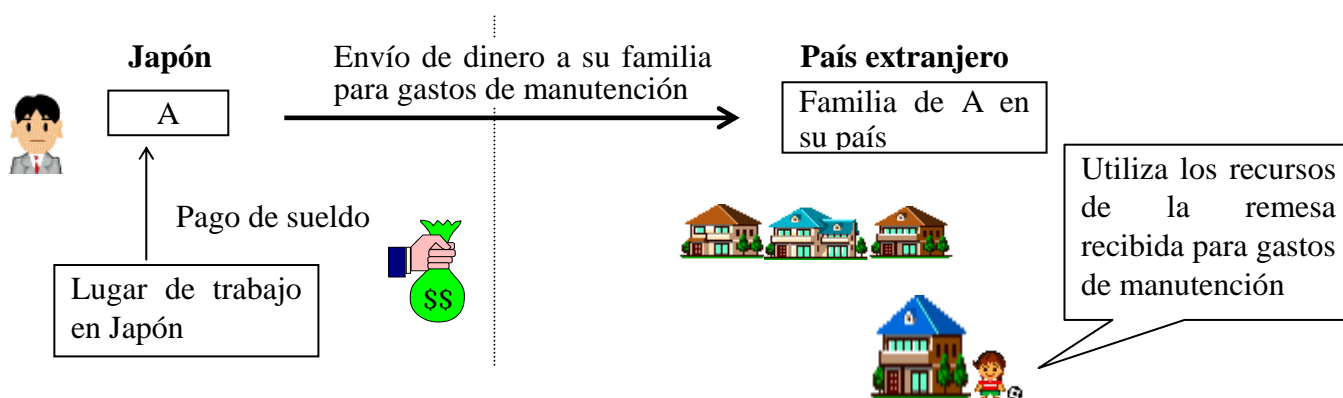 Japón
Envío de dinero a su familia
para gastos de manutención
País extranjero
A
Familia de A en
su país
Pago de sueldo
Lugar de trabajo
en Japón
$$
Utiliza los recursos
de la remesa
recibida para gastos
de manutención